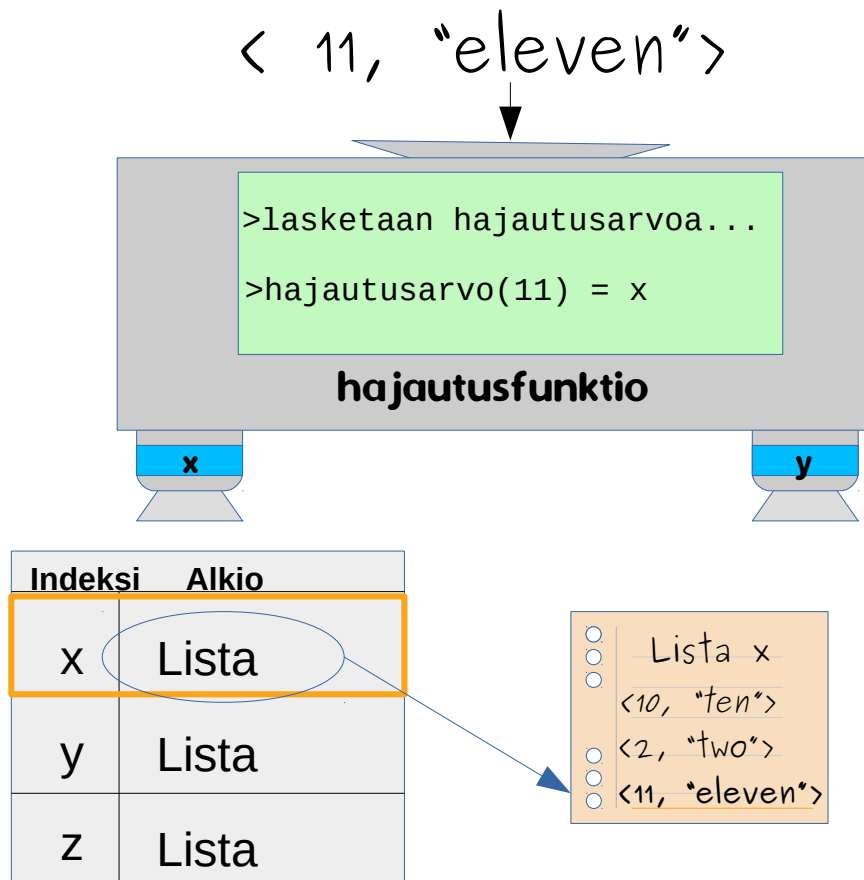 < 11, "eleven">
>lasketaan hajautusarvoa...
>hajautusarvo(11) = x
hajautusfunktio
x y
Indeksi Alkio
x Lista
y Lista
z Lista
Lista x
<10, "ten">
<2, "two">
<11, "eleven">